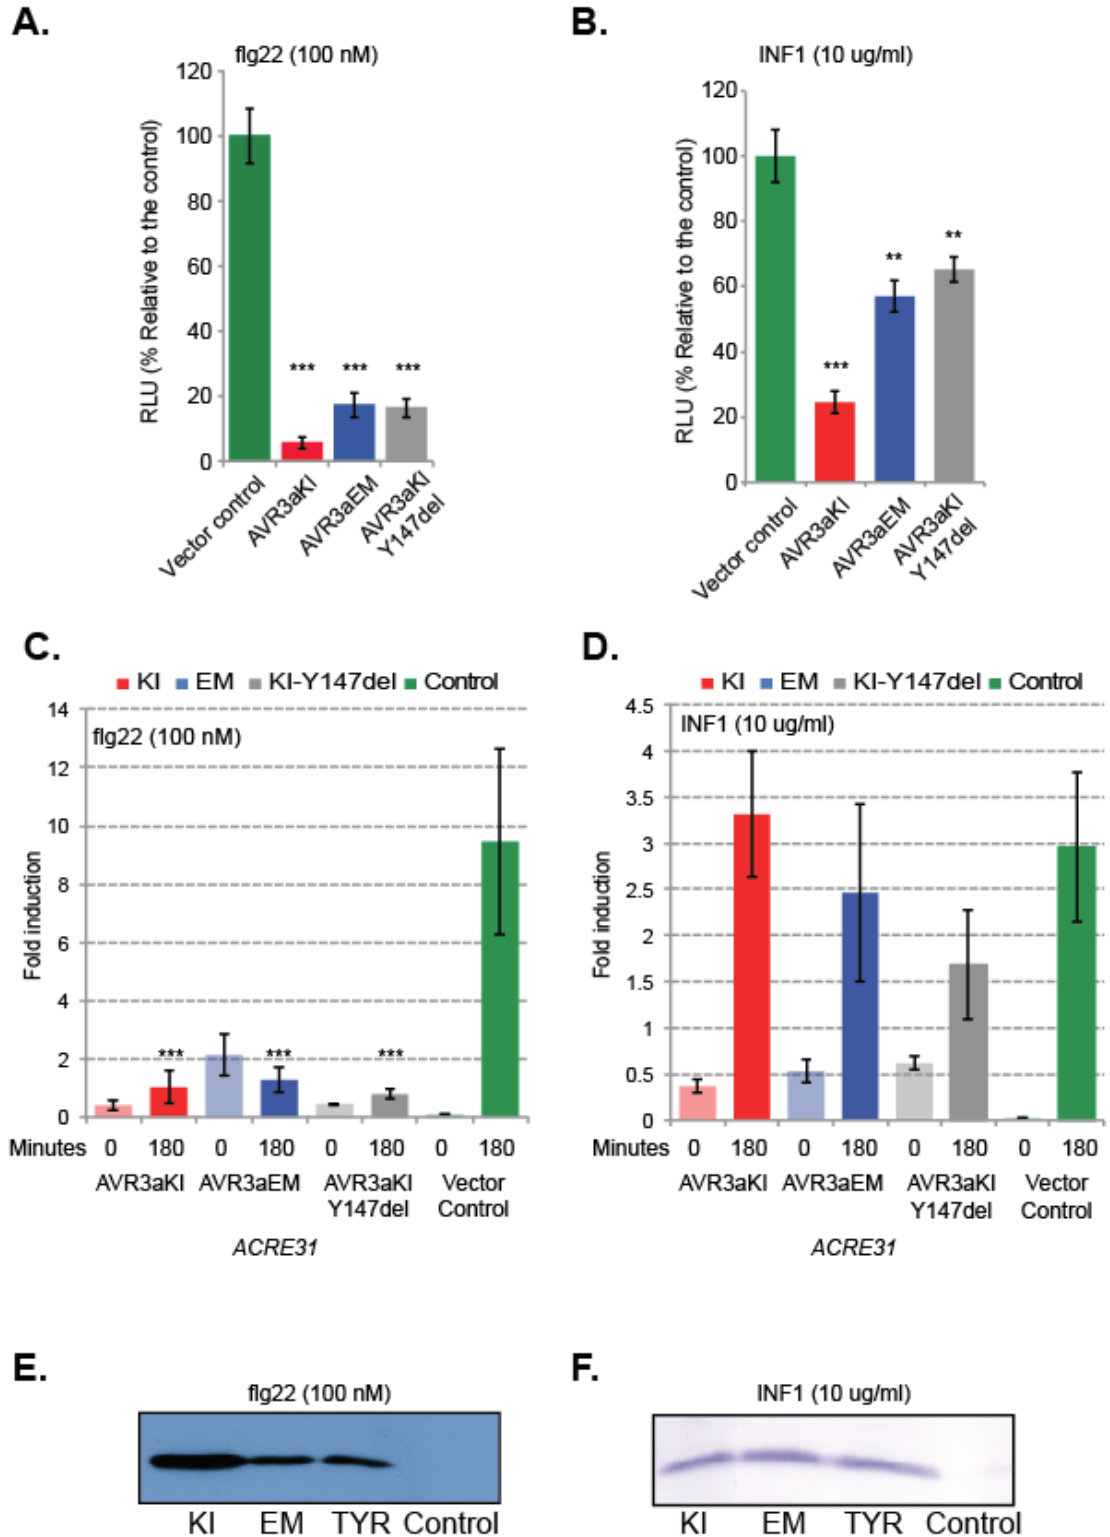 A.
flg22 (100 nM)
RLU (% Relative to the control)
120
100
80
60
40
20
0
***
***
***
Vector control
AVR3aKI
AVR3aEM
AVR3aKI
Y147del
B.
INF1 (10 ug/ml)
RLU (% Relative to the control)
120
100
80
60
40
20
0
***
**
**
Vector control
AVR3aKI
AVR3aEM
AVR3aKI
Y147del
C.
KI EM KI-Y147del Control
flg22 (100 nM)
Fold induction
14
12
10
8
6
4
2
0
***
***
***
Minutes 0 180 0 180 0 180 0 180
AVR3aKI AVR3aEM AVR3aKI Vector
Y147del Control
ACRE31
D.
KI EM KI-Y147del Control
INF1 (10 ug/ml)
Fold induction
4.5
4
3.5
3
2.5
2
1.5
1
0.5
0
Minutes 0 180 0 180 0 180 0 180
AVR3aKI AVR3aEM AVR3aKI Vector
Y147del Control
ACRE31
E.
flg22 (100 nM)
KI EM TYR Control
F.
INF1 (10 ug/ml)
KI EM TYR Control